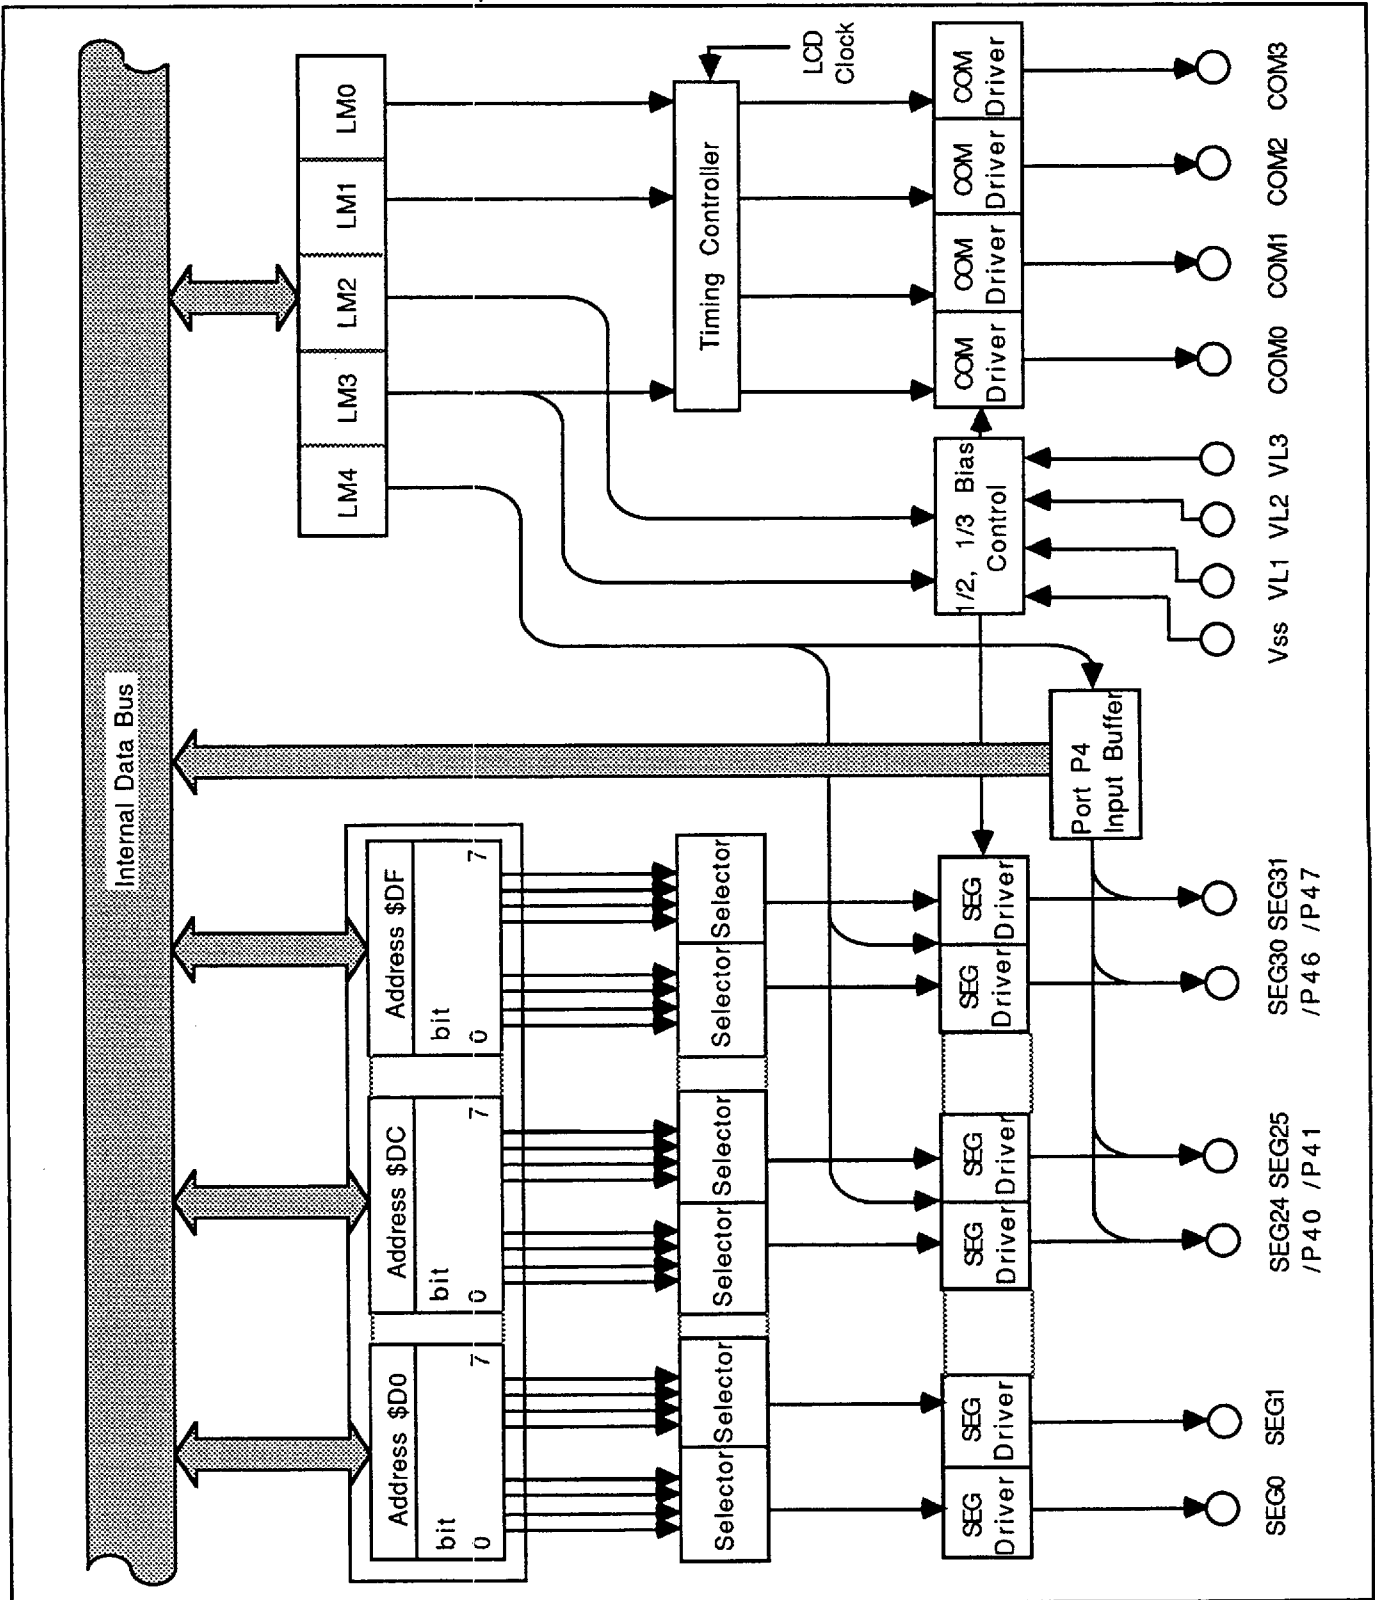 Internal Data Bus
Address $D0
bit
0
7
Address $DC
bit
0
7
Address $DF
bit
0
7
LM4
LM3
LM2
LM1
LM0
Selector
Selector
Selector
Selector
Selector
Selector
Timing Controller
LCD
Clock
SEG
Driver
SEG
Driver
SEG
Driver
SEG
Driver
SEG
Driver
SEG
Driver
1/2, 1/3 Bias
Control
COM
Driver
COM
Driver
COM
Driver
COM
Driver
Port P4
Input Buffer
SEG0
SEG1
SEG24
/P40
SEG25
/P41
SEG30
/P46
SEG31
/P47
Vss
VL1
VL2
VL3
COM0
COM1
COM2
COM3